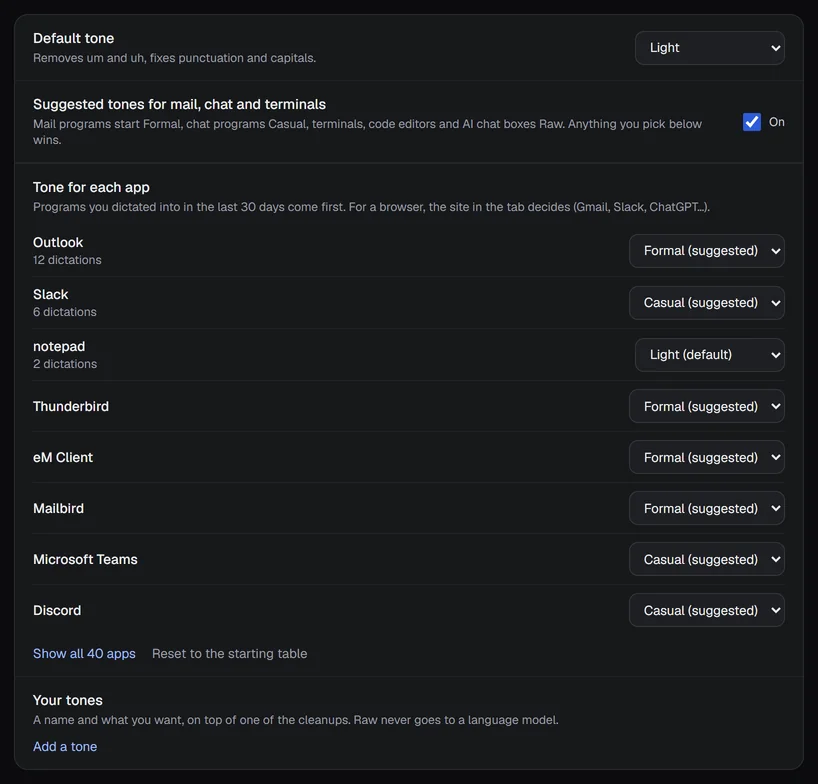 Default tone
Removes um and uh, fixes punctuation and capitals.
Light
Suggested tones for mail, chat and terminals
Mail programs start Formal, chat programs Casual, terminals, code editors and AI chat boxes Raw. Anything you pick below
wins.
On
Tone for each app
Programs you dictated into in the last 30 days come first. For a browser, the site in the tab decides (Gmail, Slack, ChatGPT...).
Outlook
12 dictations
Formal (suggested)
Slack
6 dictations
Casual (suggested)
notepad
2 dictations
Light (default)
Thunderbird
Formal (suggested)
eM Client
Formal (suggested)
Mailbird
Formal (suggested)
Microsoft Teams
Casual (suggested)
Discord
Casual (suggested)
Show all 40 apps
Reset to the starting table
Your tones
A name and what you want, on top of one of the cleanups. Raw never goes to a language model.
Add a tone